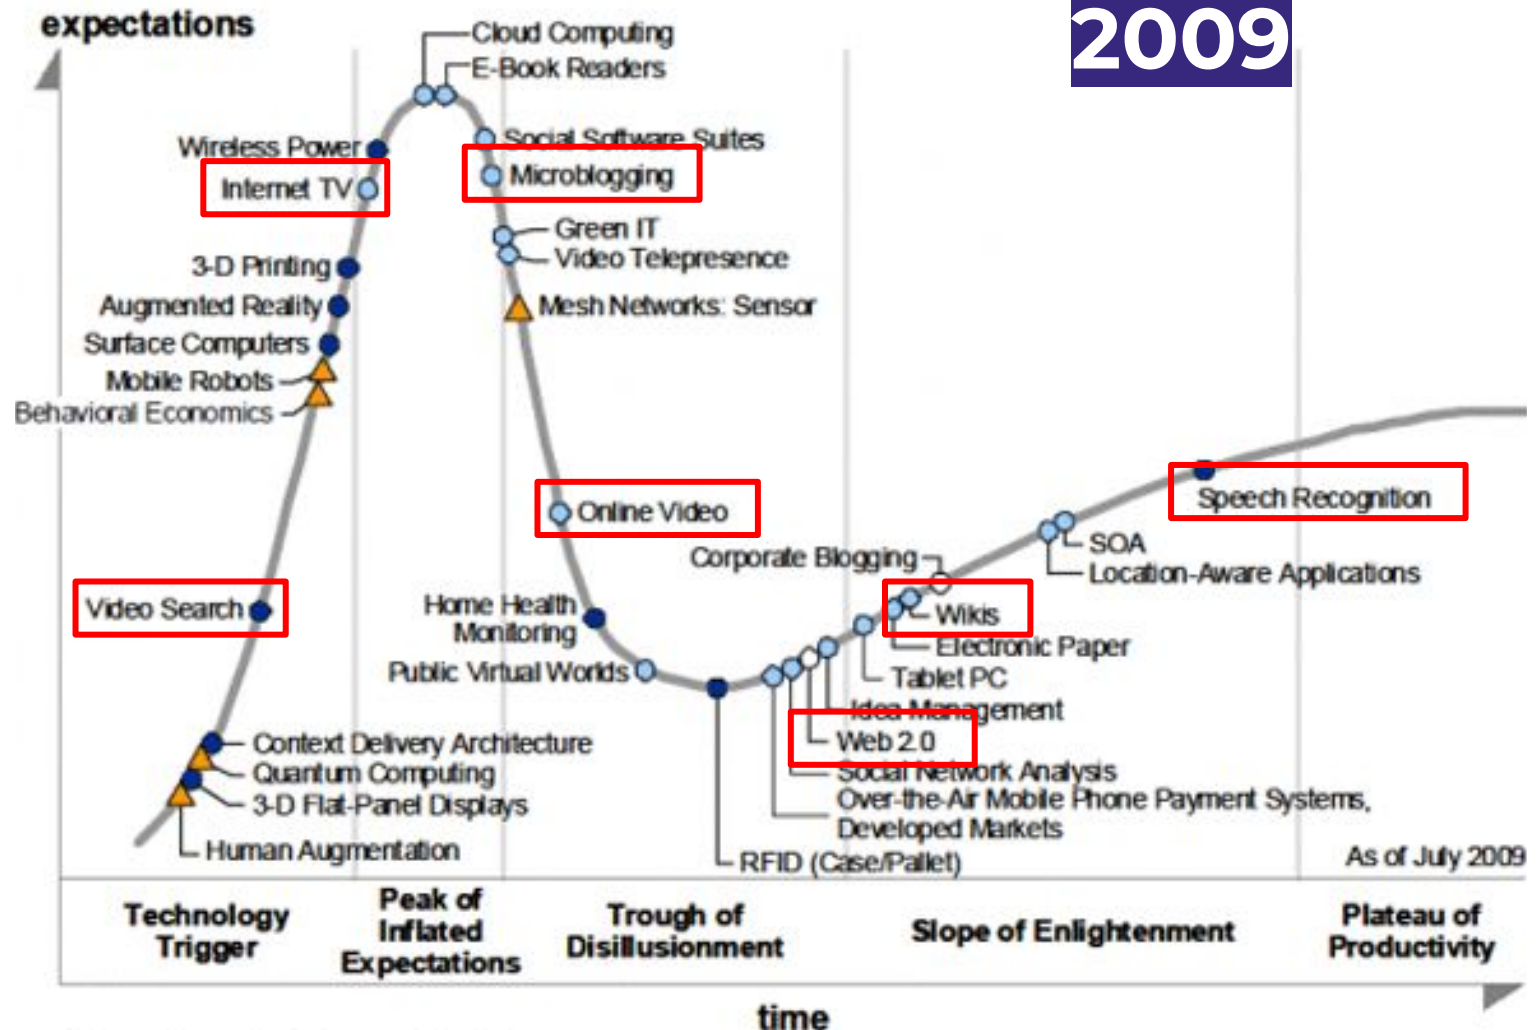 expectations
2009
Cloud Computing
E-Book Readers
Social Software Suites
Wireless Power
Microblogging
Internet TV
Green IT
Video Telepresence
3-D Printing
Augmented Reality
Mesh Networks: Sensor
Surface Computers
Mobile Robots
Behavioral Economics
Online Video
Speech Recognition
SOA
Corporate Blogging
Location-Aware Applications
Video Search
Home Health
Monitoring
Wikis
Electronic Paper
Public Virtual Worlds
Tablet PC
Idea Management
Web 2.0
Context Delivery Architecture
Quantum Computing
Social Network Analysis
3-D Flat-Panel Displays
Over-the-Air Mobile Phone Payment Systems,
Developed Markets
Human Augmentation
RFID (Case/Pallet)
As of July 2009
Technology
Trigger
Peak of
Inflated
Expectations
Trough of
Disillusionment
Slope of Enlightenment
Plateau of
Productivity
time